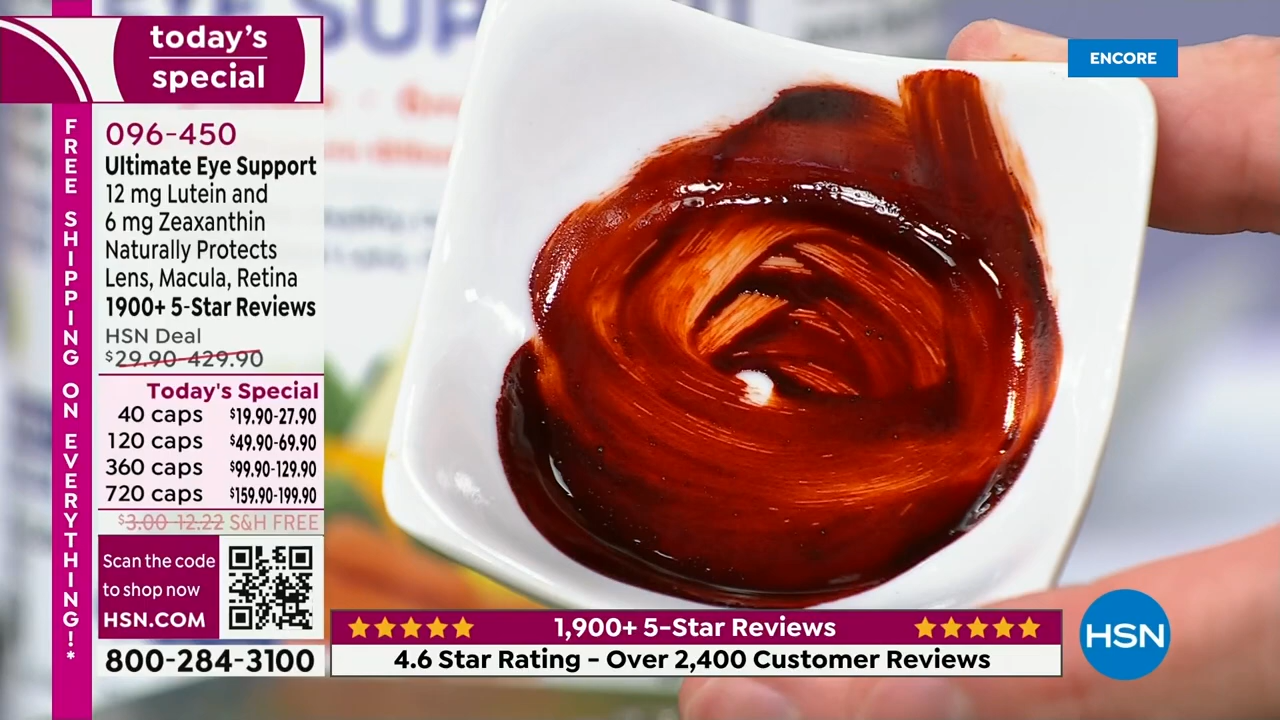 today's
special
FREE SHIPPING ON EVERYTHING!*
096-450
Ultimate Eye Support
12 mg Lutein and
6 mg Zeaxanthin
Naturally Protects
Lens, Macula, Retina
1900+ 5-Star Reviews
HSN Deal
$29.90-429.90
Today's Special
40 caps $19.90-27.90
120 caps $49.90-69.90
360 caps $99.90-129.90
720 caps $159.90-199.90
$3.00-12.22 S&H FREE
Scan the code
to shop now
HSN.COM
800-284-3100
EYE SUPPORT
ENCORE
1,900+ 5-Star Reviews
4.6 Star Rating - Over 2,400 Customer Reviews
HSN